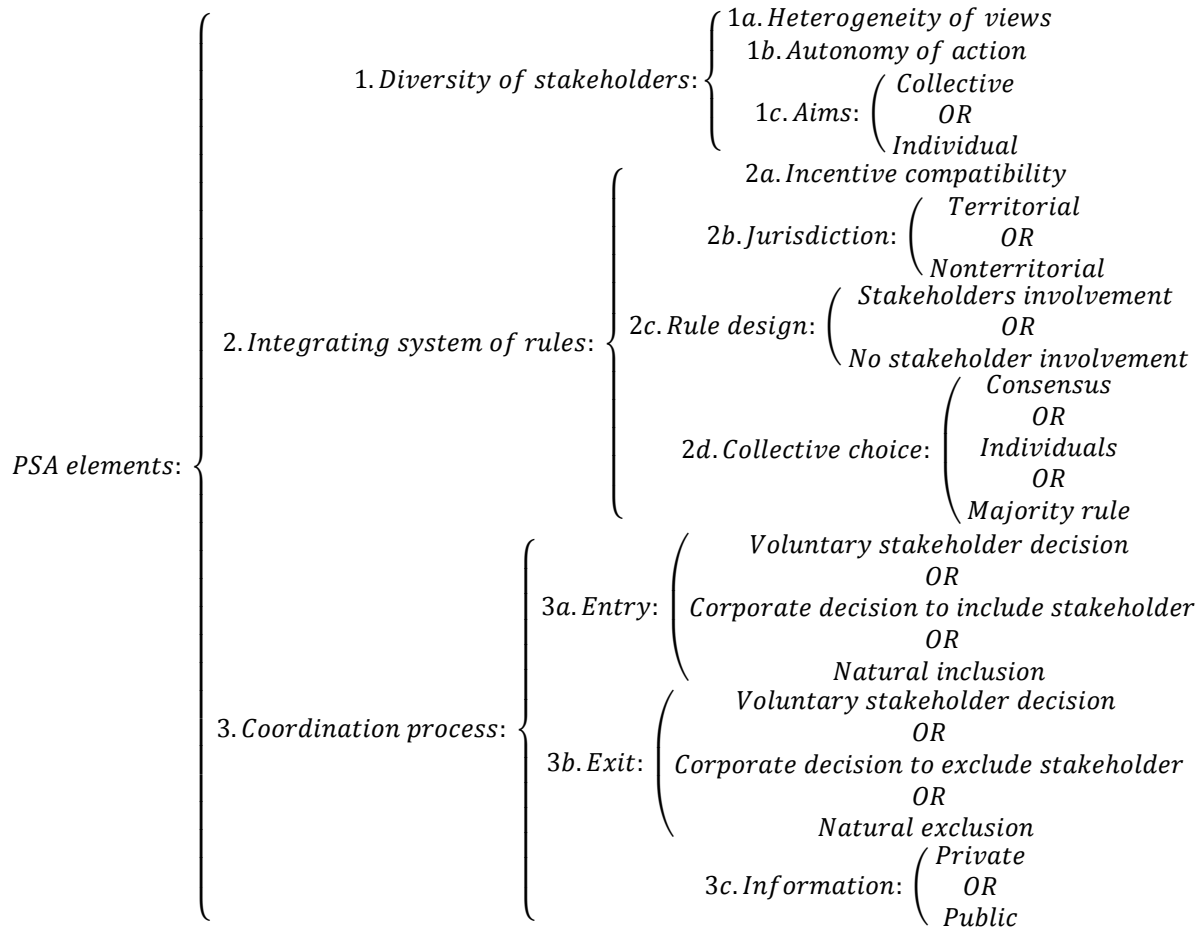 PSA elements:
1. Diversity of stakeholders:
1a. Heterogeneity of views
1b. Autonomy of action
1c. Aims:
Collective
OR
Individual
2. Integrating system of rules:
2a. Incentive compatibility
2b. Jurisdiction:
Territorial
OR
Nonterritorial
2c. Rule design:
Stakeholders involvement
OR
No stakeholder involvement
2d. Collective choice:
Consensus
OR
Individuals
OR
Majority rule
3. Coordination process:
3a. Entry:
Voluntary stakeholder decision
OR
Corporate decision to include stakeholder
OR
Natural inclusion
3b. Exit:
Voluntary stakeholder decision
OR
Corporate decision to exclude stakeholder
OR
Natural exclusion
3c. Information:
Private
OR
Public